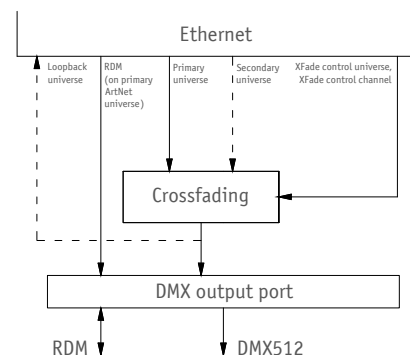 Ethernet
Loopback
universe
RDM
(on primary
ArtNet
universe)
Primary
universe
Secondary
universe
XFade control universe,
XFade control channel
Crossfading
DMX output port
RDM
DMX512